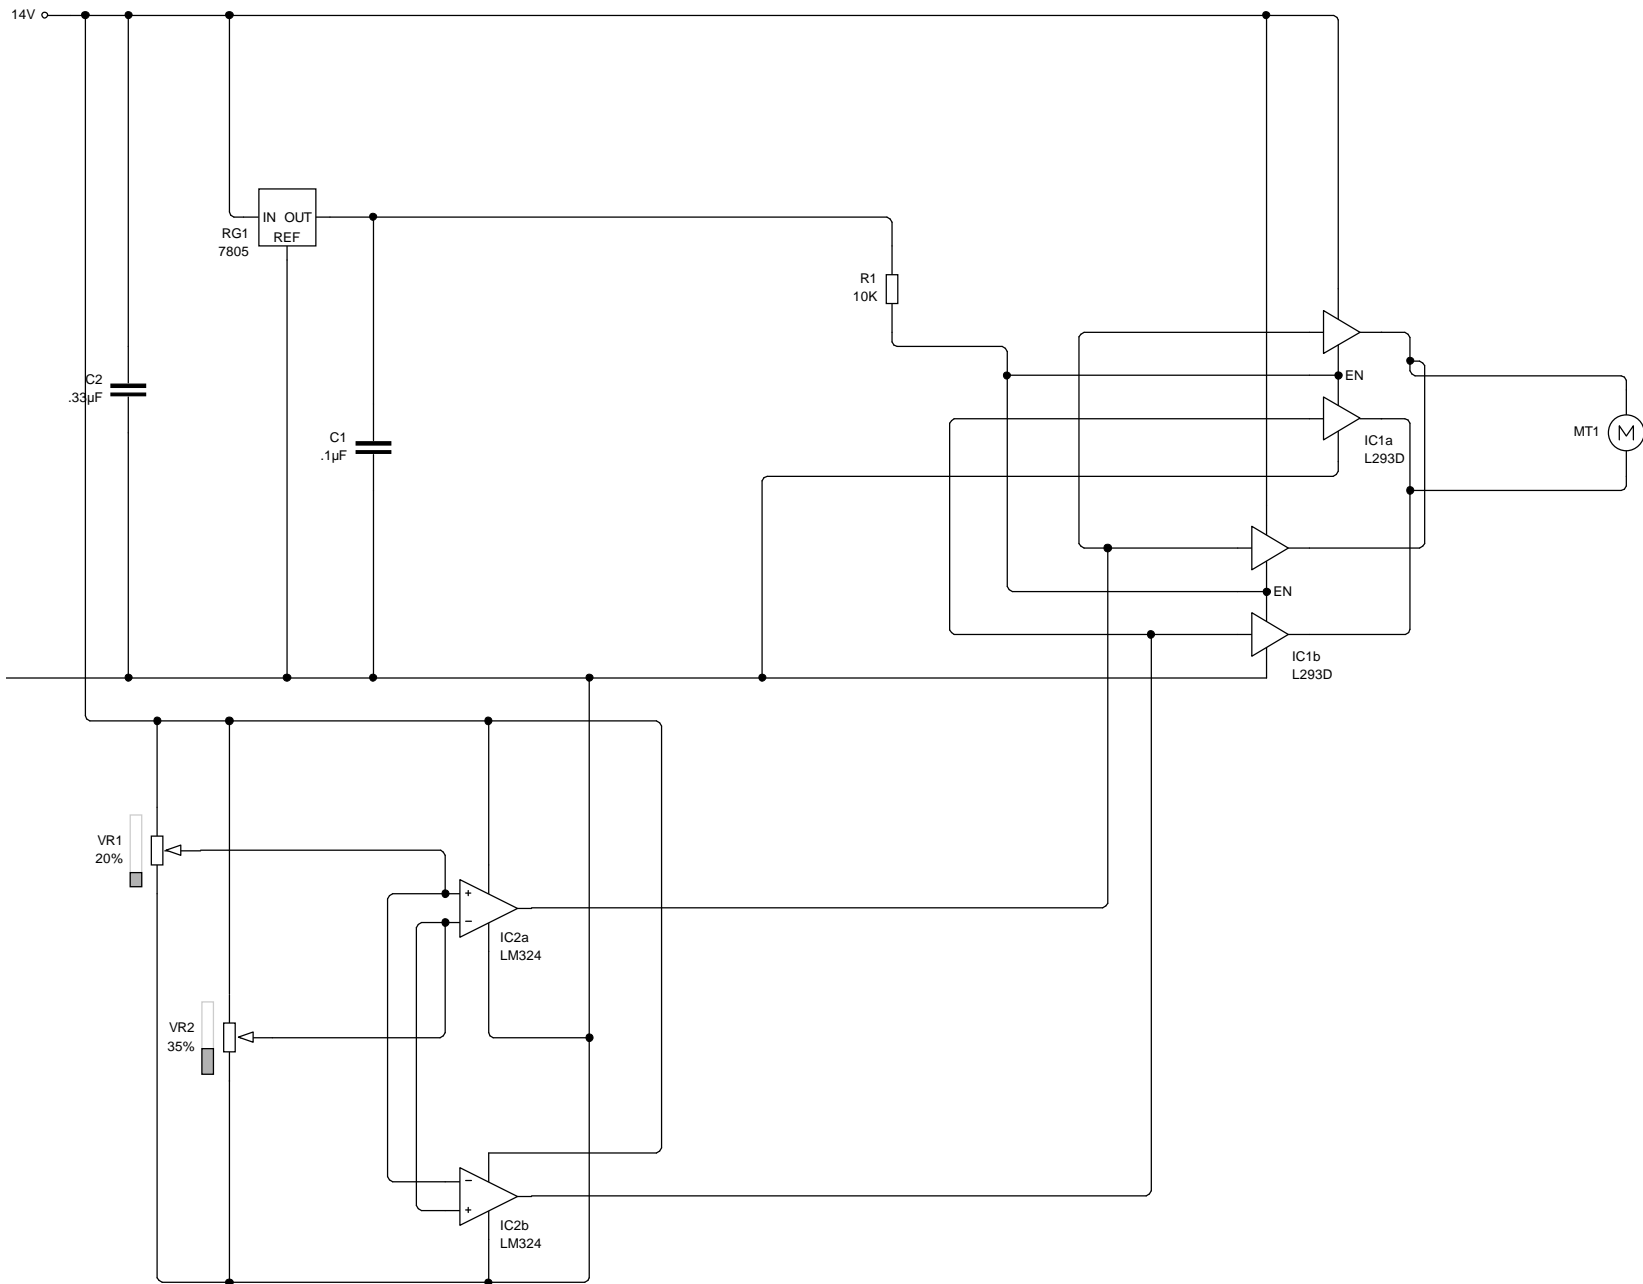 14V
IN OUT
REF
RG1
7805
R1
10K
C2
.33µF
EN
C1
.1µF
IC1a
L293D
MT1
M
EN
IC1b
L293D
VR1
20%
+
−
IC2a
LM324
VR2
35%
−
+
IC2b
LM324